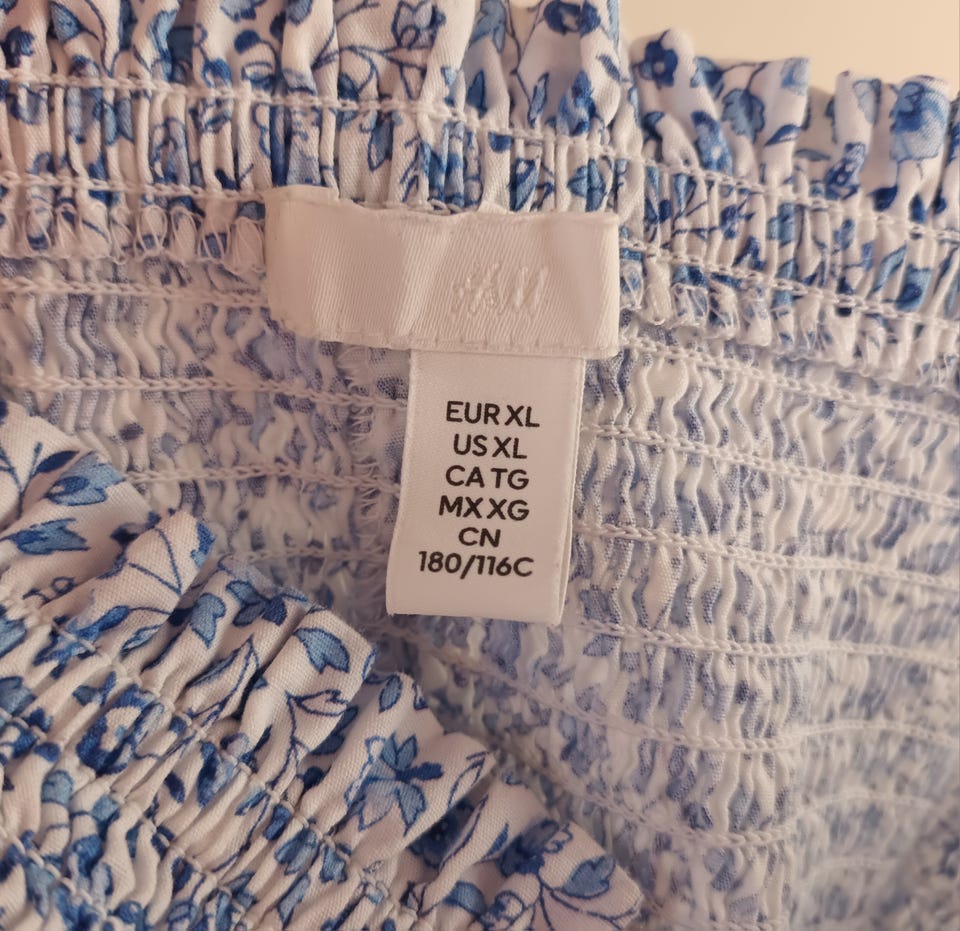 H&M
EUR XL
US XL
CA TG
MX XG
CN
180/116C